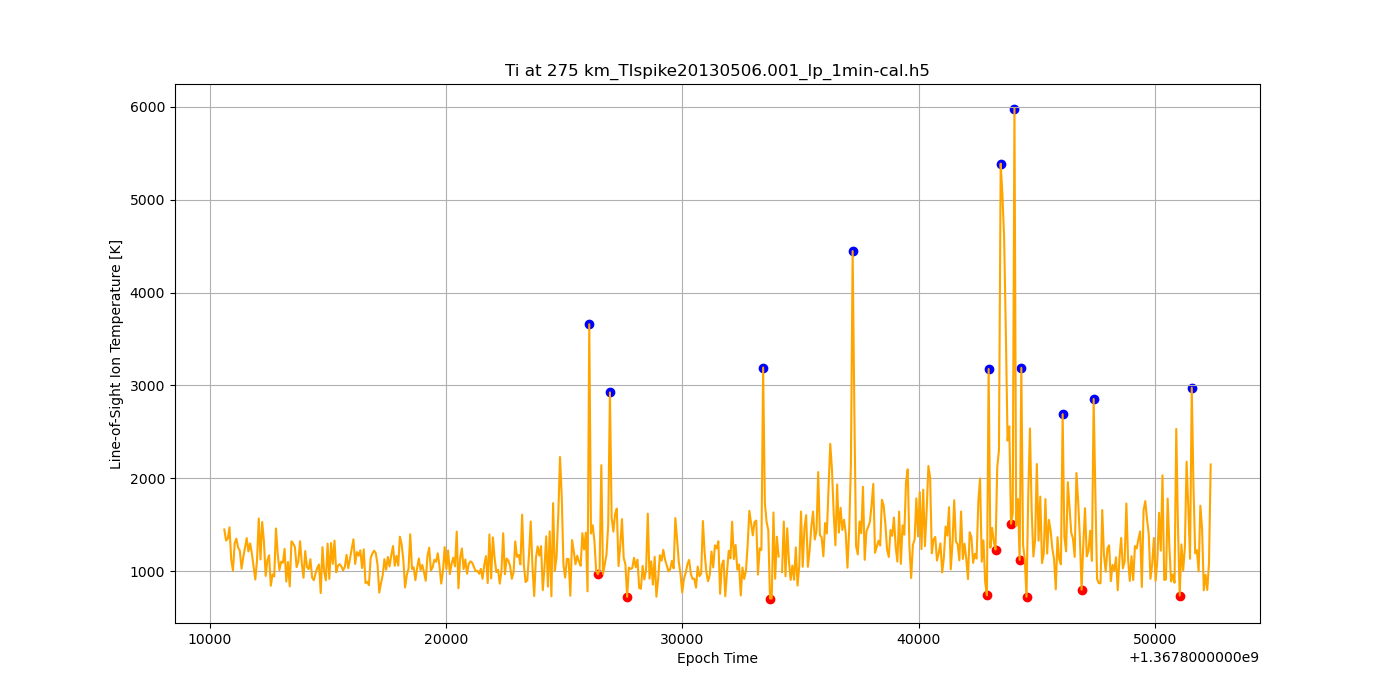 Ti at 275 km_TIspike20130506.001_lp_1min-cal.h5
Line-of-Sight Ion Temperature [K]
6000
5000
4000
3000
2000
1000
10000 20000 30000 40000 50000
Epoch Time
+1.3678000000e9